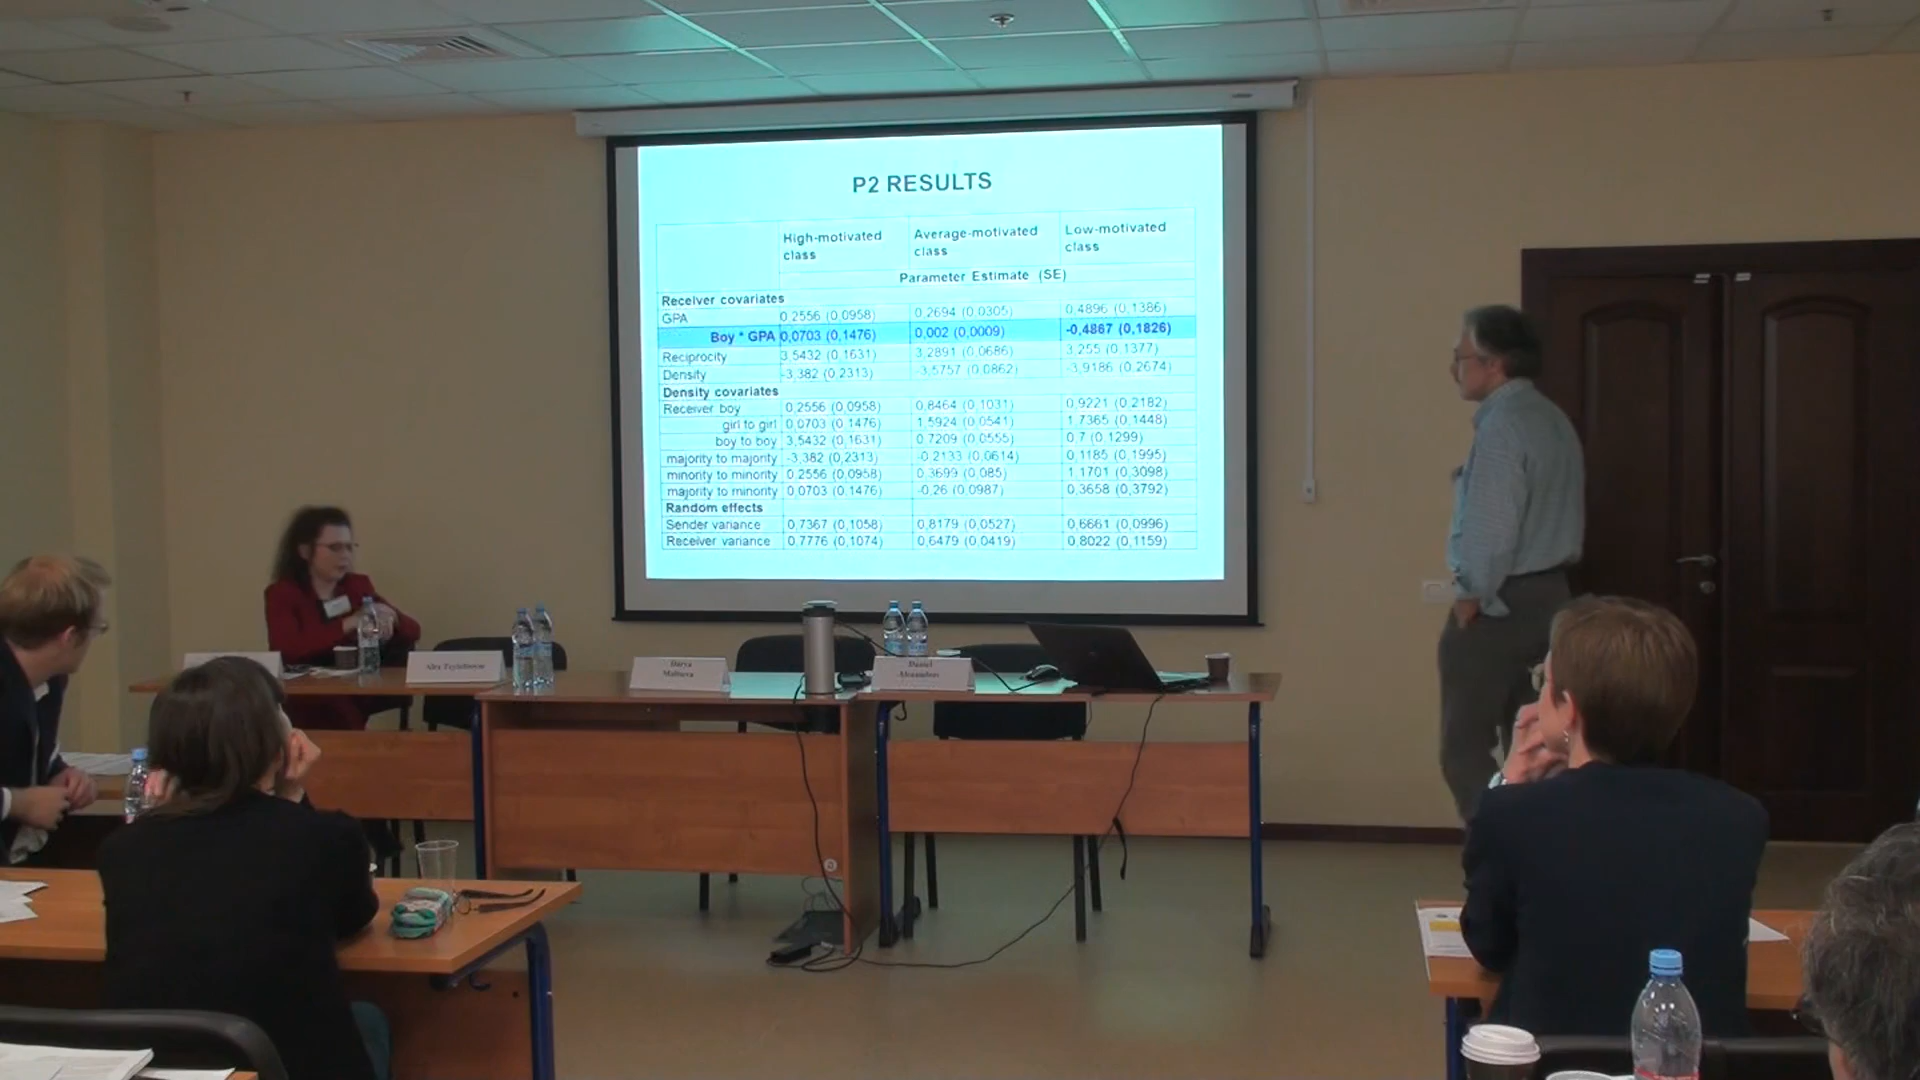 P2 RESULTS
High-motivated class Average-motivated class Low-motivated class
Parameter Estimate (SE)
Receiver covariates
GPA 0,2556 (0,0958) 0,2694 (0,0305) 0,4896 (0,1386)
Boy * GPA 0,0703 (0,1476) 0,002 (0,0009) -0,4867 (0,1826)
Reciprocity 3,5432 (0,1631) 3,2891 (0,0686) 3,255 (0,1377)
Density -3,382 (0,2313) -3,5757 (0,0862) -3,9186 (0,2674)
Density covariates
Receiver boy 0,2556 (0,0958) 0,8464 (0,1031) 0,9221 (0,2182)
girl to girl 0,0703 (0,1476) 1,5924 (0,0541) 1,7365 (0,1448)
boy to boy 3,5432 (0,1631) 0,7209 (0,0555) 0,7 (0,1299)
majority to majority -3,382 (0,2313) -0,2133 (0,0614) 0,1185 (0,1995)
minority to minority 0,2556 (0,0958) 0,3699 (0,085) 1,1701 (0,3098)
majority to minority 0,0703 (0,1476) -0,26 (0,0987) 0,3658 (0,3792)
Random effects
Sender variance 0,7367 (0,1058) 0,8179 (0,0527) 0,6661 (0,0996)
Receiver variance 0,7776 (0,1074) 0,6479 (0,0419) 0,8022 (0,1159)
Darya
Daniel